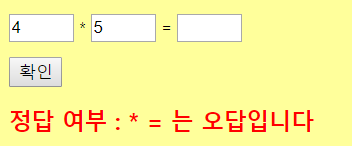 4 * 5 =
확인
정답 여부 : * = 는 오답입니다